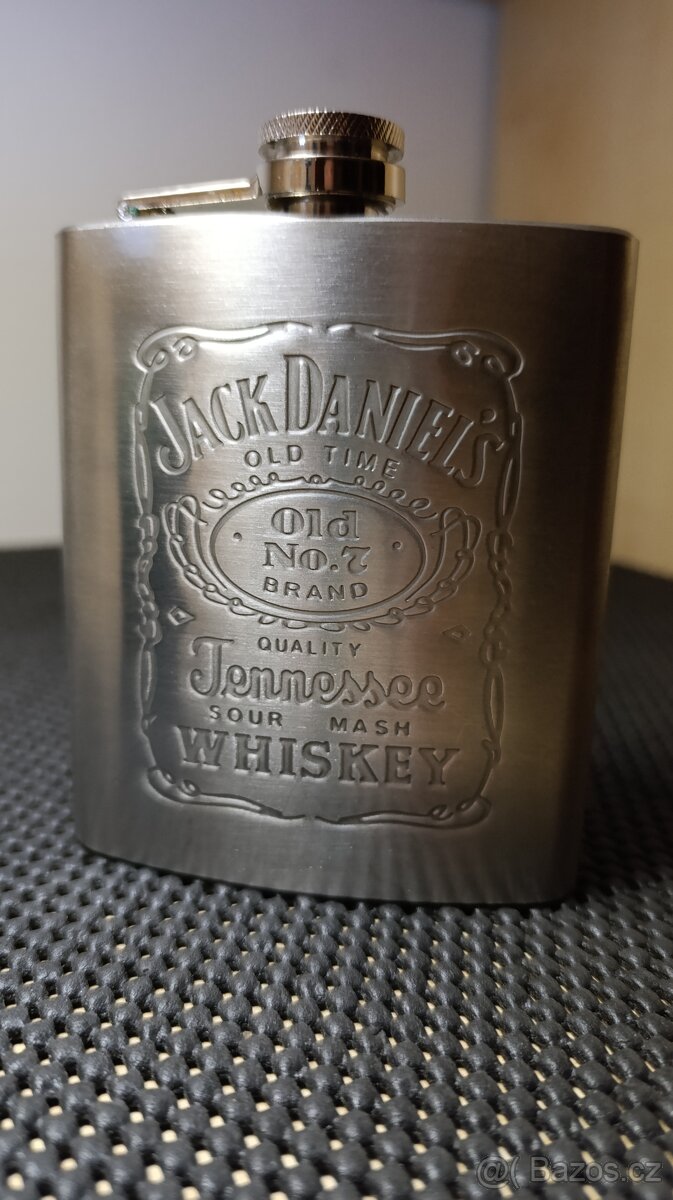 JACK DANIEL'S
OLD TIME
Old
No.7
BRAND
QUALITY
Tennessee
SOUR MASH
WHISKEY
@( Bazos.cz